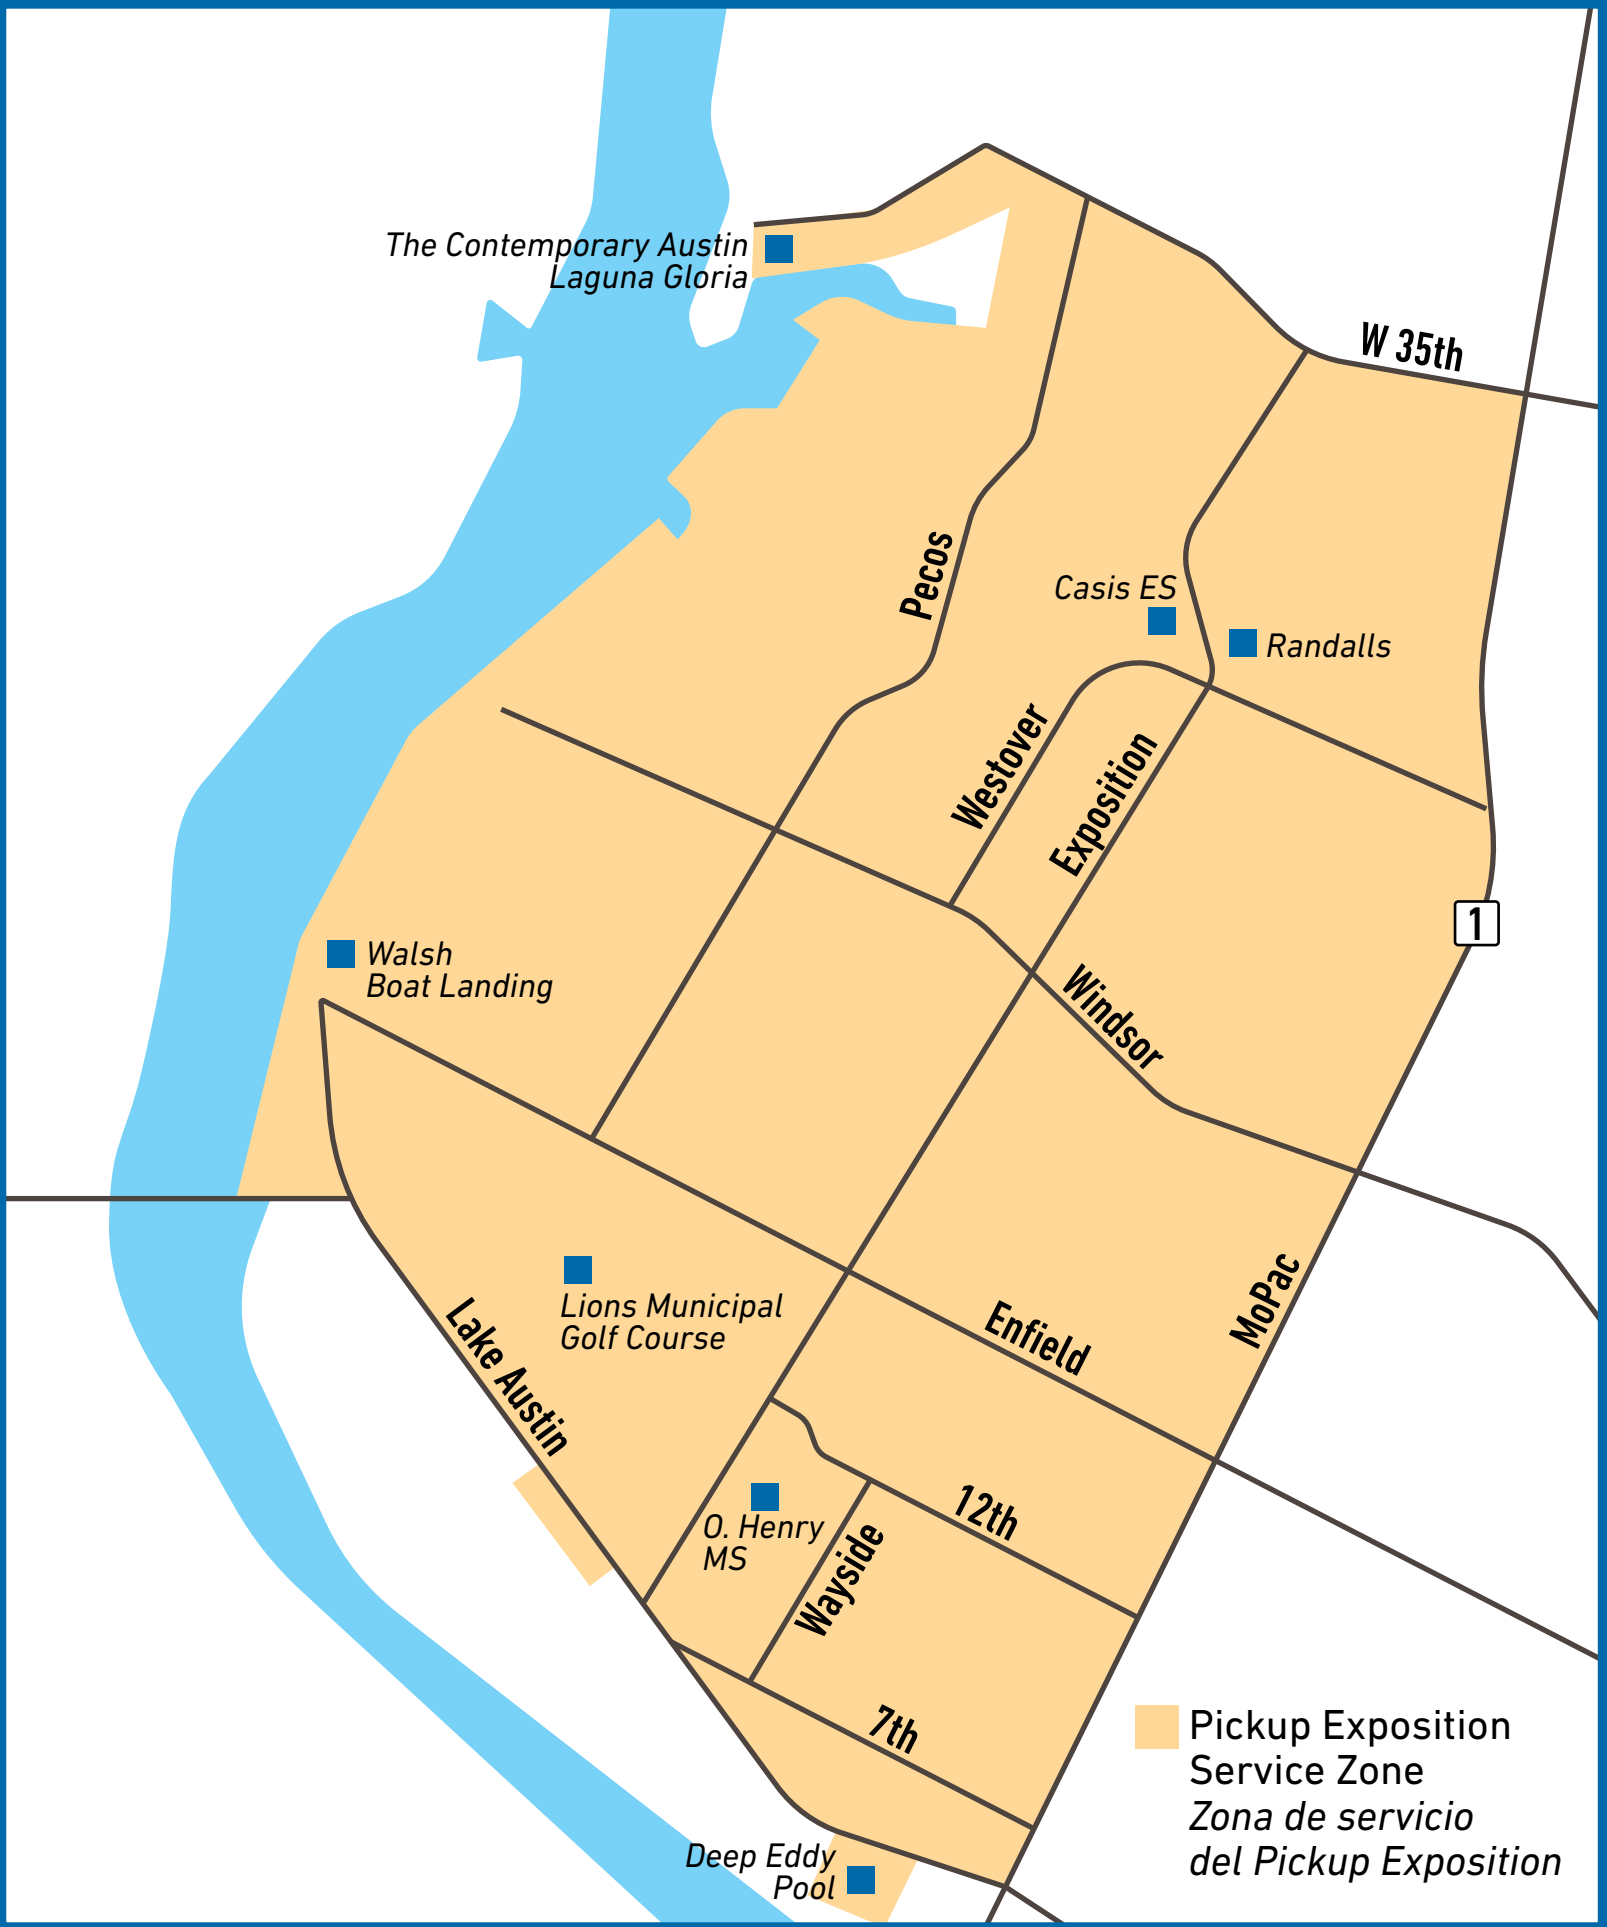 The Contemporary Austin
Laguna Gloria
W 35th
Pecos
Casis ES
Randalls
Westover
Exposition
1
Walsh
Boat Landing
Windsor
MoPac
Lions Municipal
Golf Course
Lake Austin
Enfield
12th
O. Henry
MS
Wayside
7th
Pickup Exposition
Service Zone
Zona de servicio
del Pickup Exposition
Deep Eddy
Pool